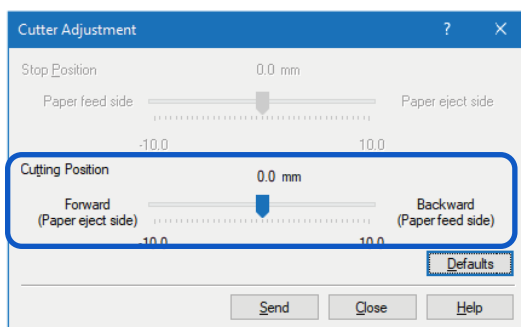 Cutter Adjustment ? ×
Stop Position 0.0 mm
Paper feed side Paper eject side
-10.0 10.0
Cutting Position 0.0 mm
Forward Backward
(Paper eject side) (Paper feed side)
-10.0 10.0
Defaults
Send Close Help